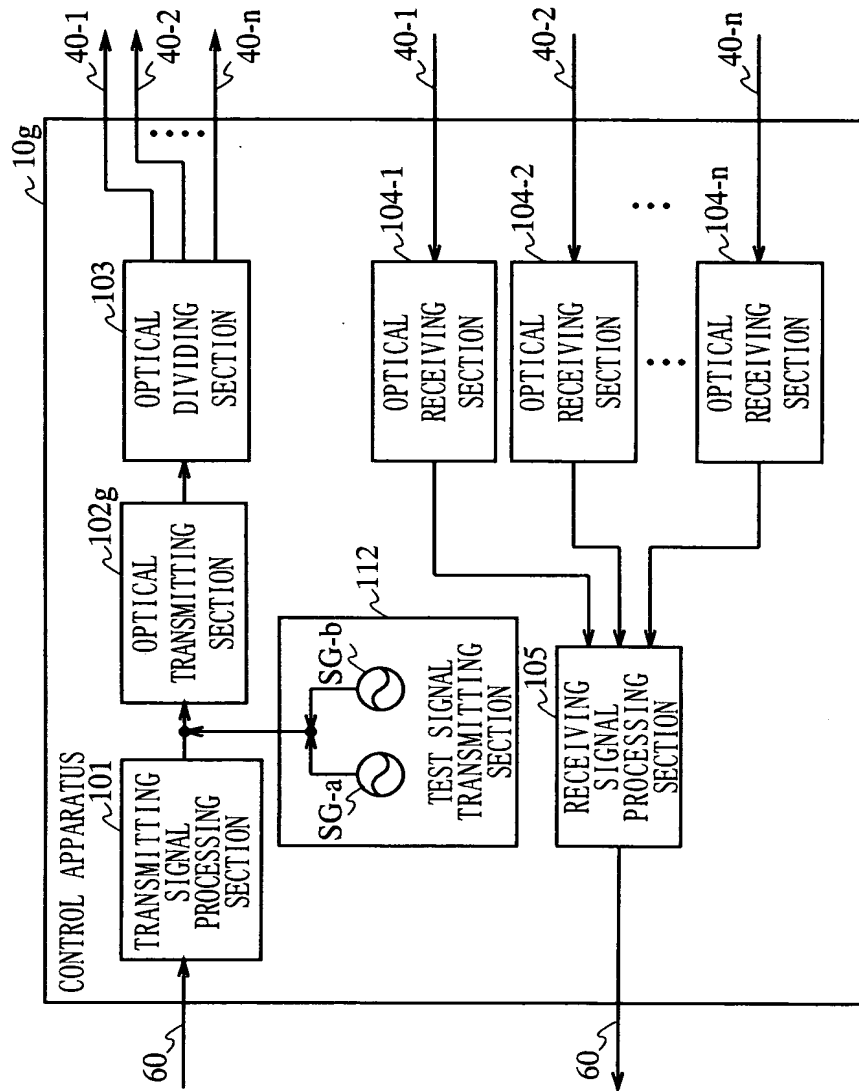 10g
CONTROL APPARATUS
60
101
TRANSMITTING
SIGNAL
PROCESSING
SECTION
102g
OPTICAL
TRANSMITTING
SECTION
103
OPTICAL
DIVIDING
SECTION
40-1
40-2
40-n
112
SG-a
SG-b
TEST SIGNAL
TRANSMITTING
SECTION
104-1
OPTICAL
RECEIVING
SECTION
40-1
104-2
OPTICAL
RECEIVING
SECTION
40-2
104-n
OPTICAL
RECEIVING
SECTION
40-n
105
RECEIVING
SIGNAL
PROCESSING
SECTION
60